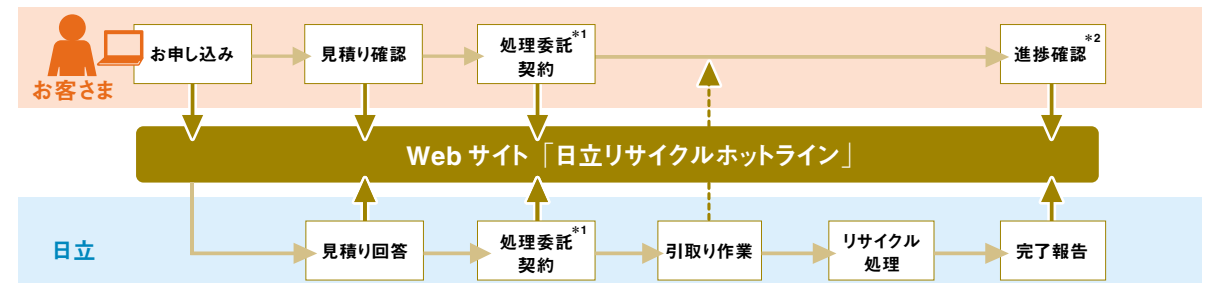 お申し込み
見積り確認
処理委託*1
契約
進捗確認*2
お客さま
Webサイト「日立リサイクルホットライン」
日立
見積り回答
処理委託*1
契約
引取り作業
リサイクル
処理
完了報告